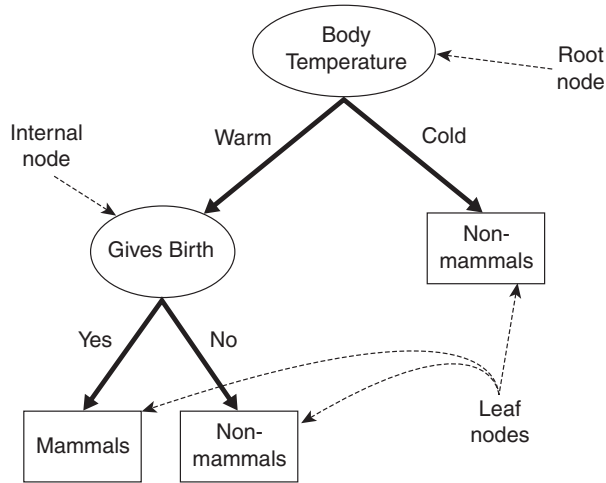 Body
Temperature
Root
node
Internal
node
Warm
Cold
Gives Birth
Non-
mammals
Yes
No
Mammals
Non-
mammals
Leaf
nodes